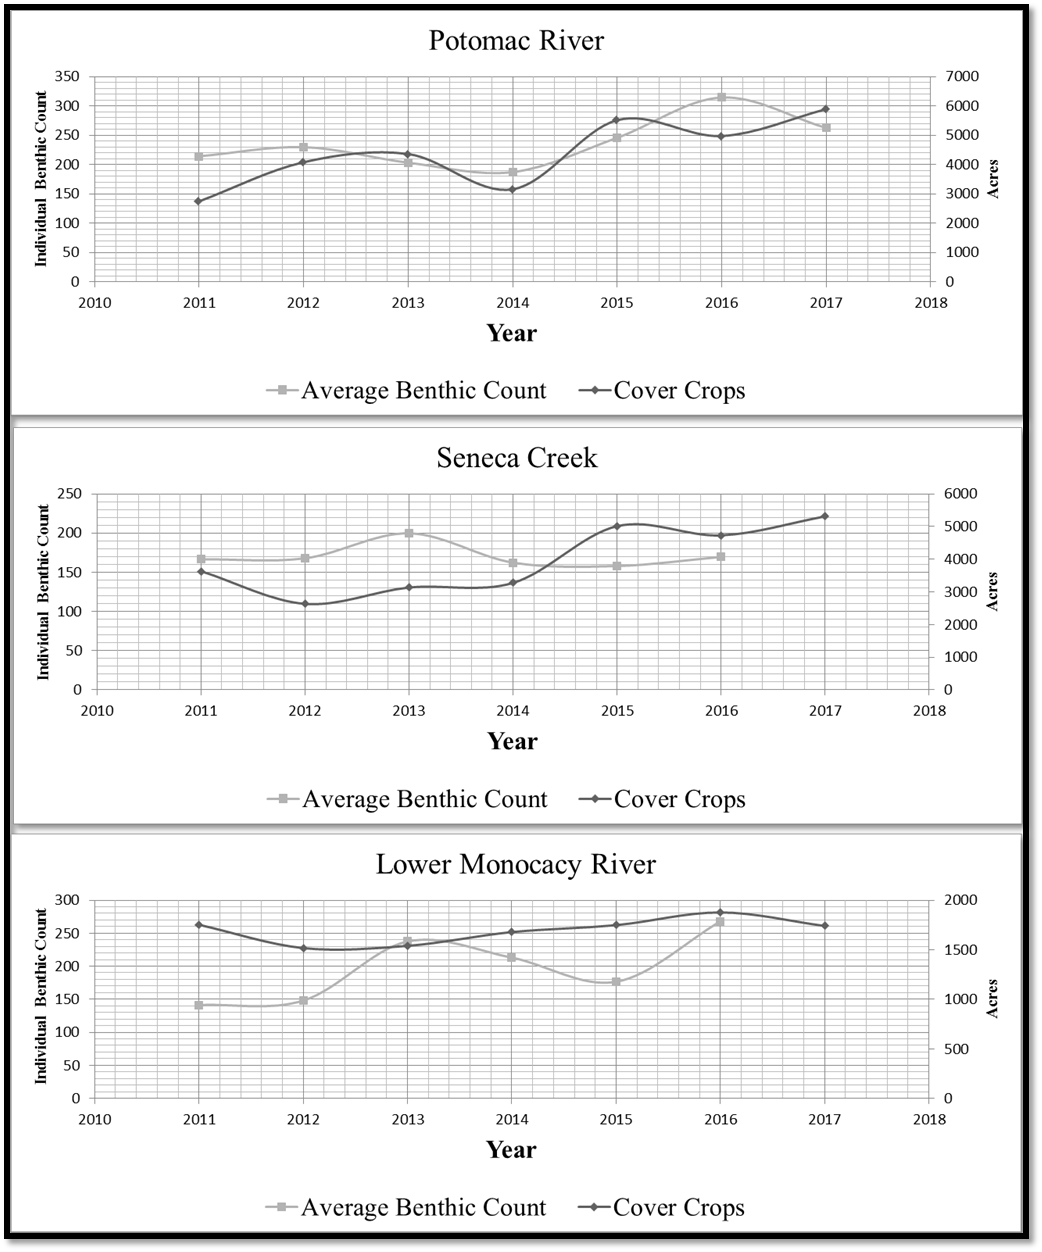 Potomac River
350
300
250
200
150
100
50
0
Individual Benthic Count
7000
6000
5000
4000
3000
2000
1000
0
Acres
2010 2011 2012 2013 2014 2015 2016 2017 2018
Year
Average Benthic Count Cover Crops
Seneca Creek
250
200
150
100
50
0
Individual Benthic Count
6000
5000
4000
3000
2000
1000
0
Acres
2010 2011 2012 2013 2014 2015 2016 2017 2018
Year
Average Benthic Count Cover Crops
Lower Monocacy River
300
250
200
150
100
50
0
Individual Benthic Count
2000
1500
1000
500
0
Acres
2010 2011 2012 2013 2014 2015 2016 2017 2018
Year
Average Benthic Count Cover Crops